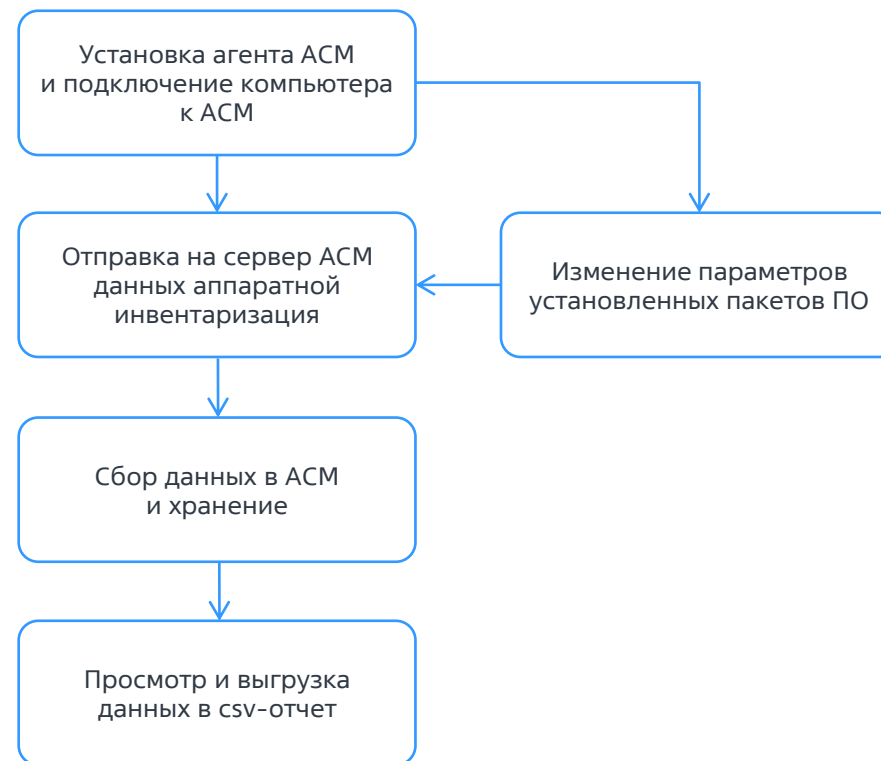 Установка агента АСМ
и подключение компьютера
к АСМ
Отправка на сервер АСМ
данных аппаратной
инвентаризация
Изменение параметров
установленных пакетов ПО
Сбор данных в АСМ
и хранение
Просмотр и выгрузка
данных в csv-отчет